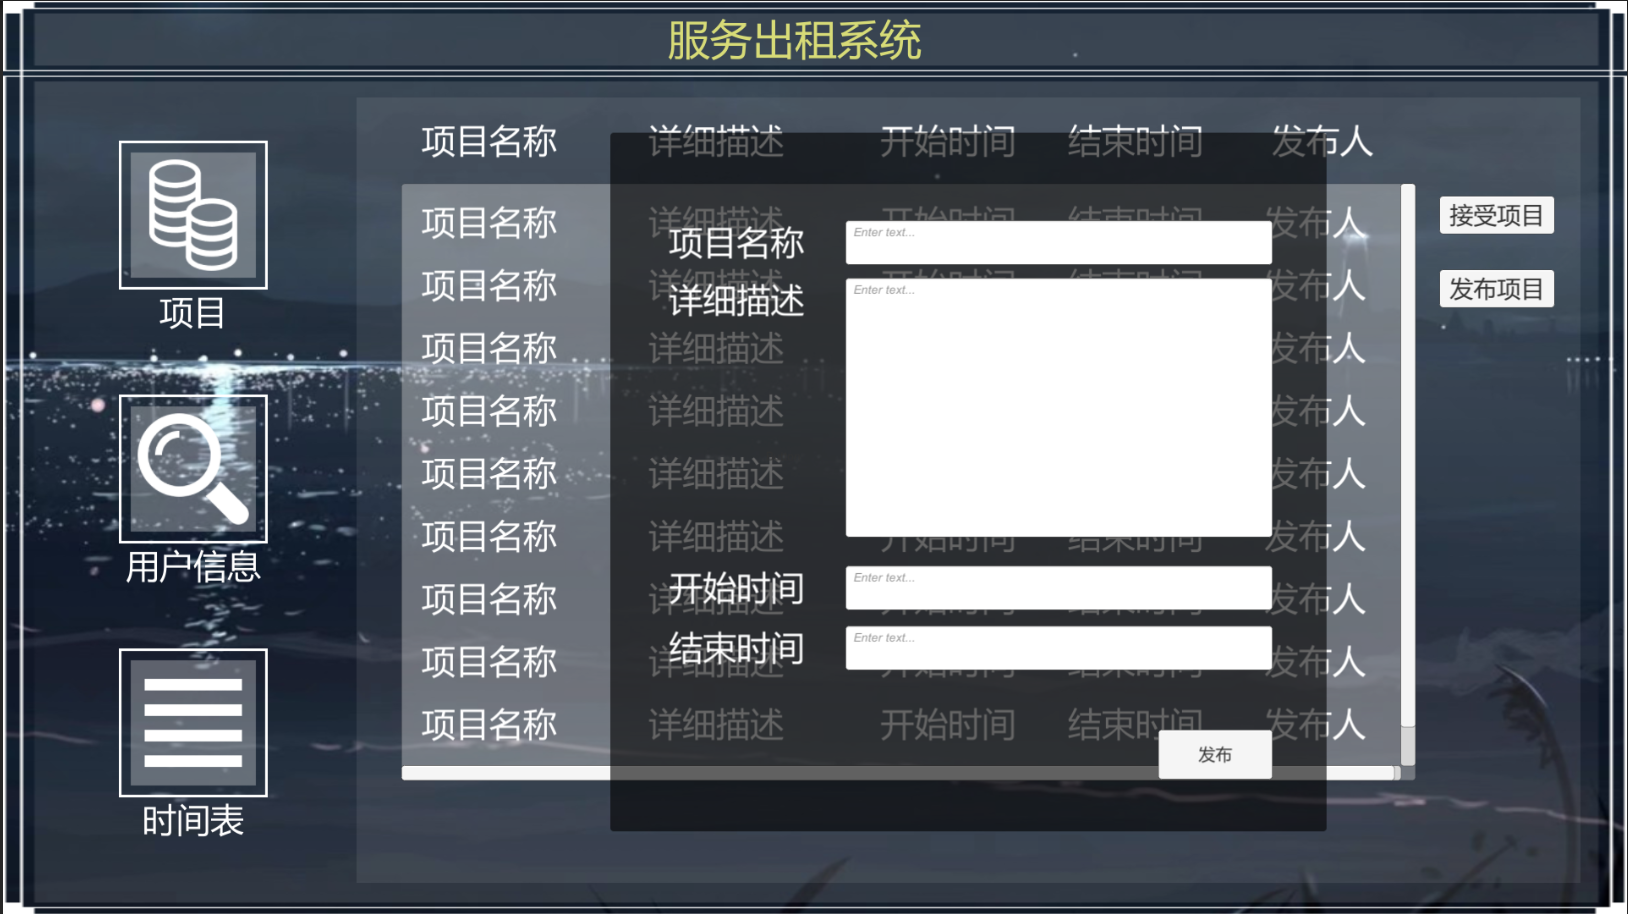 服务出租系统
项目名称 详细描述 开始时间 结束时间 发布人
项目
用户信息
时间表
项目名称 详细描述 开始时间 结束时间 发布人
项目名称 详细描述 开始时间 结束时间 发布人
项目名称 详细描述 发布人
项目名称 详细描述 发布人
项目名称 详细描述 发布人
项目名称 详细描述 开始时间 结束时间 发布人
项目名称 详细描述 开始时间 结束时间 发布人
项目名称 详细描述 开始时间 结束时间 发布人
项目名称 详细描述 开始时间 结束时间 发布人
项目名称 Enter text...
详细描述 Enter text...
开始时间 Enter text...
结束时间 Enter text...
发布
接受项目
发布项目